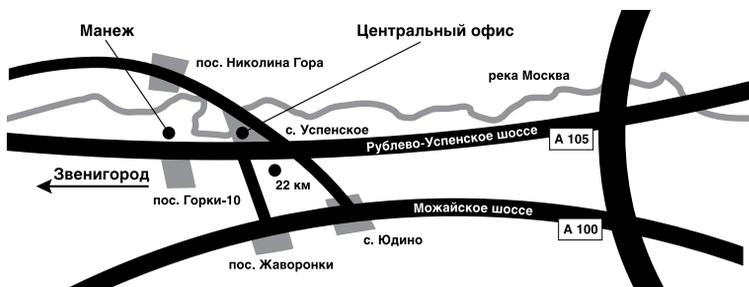 Манеж
Центральный офис
пос. Николина Гора
река Москва
с. Успенское
Рублево-Успенское шоссе
А 105
Звенигород
22 км
пос. Горки-10
Можайское шоссе
А 100
с. Юдино
пос. Жаворонки